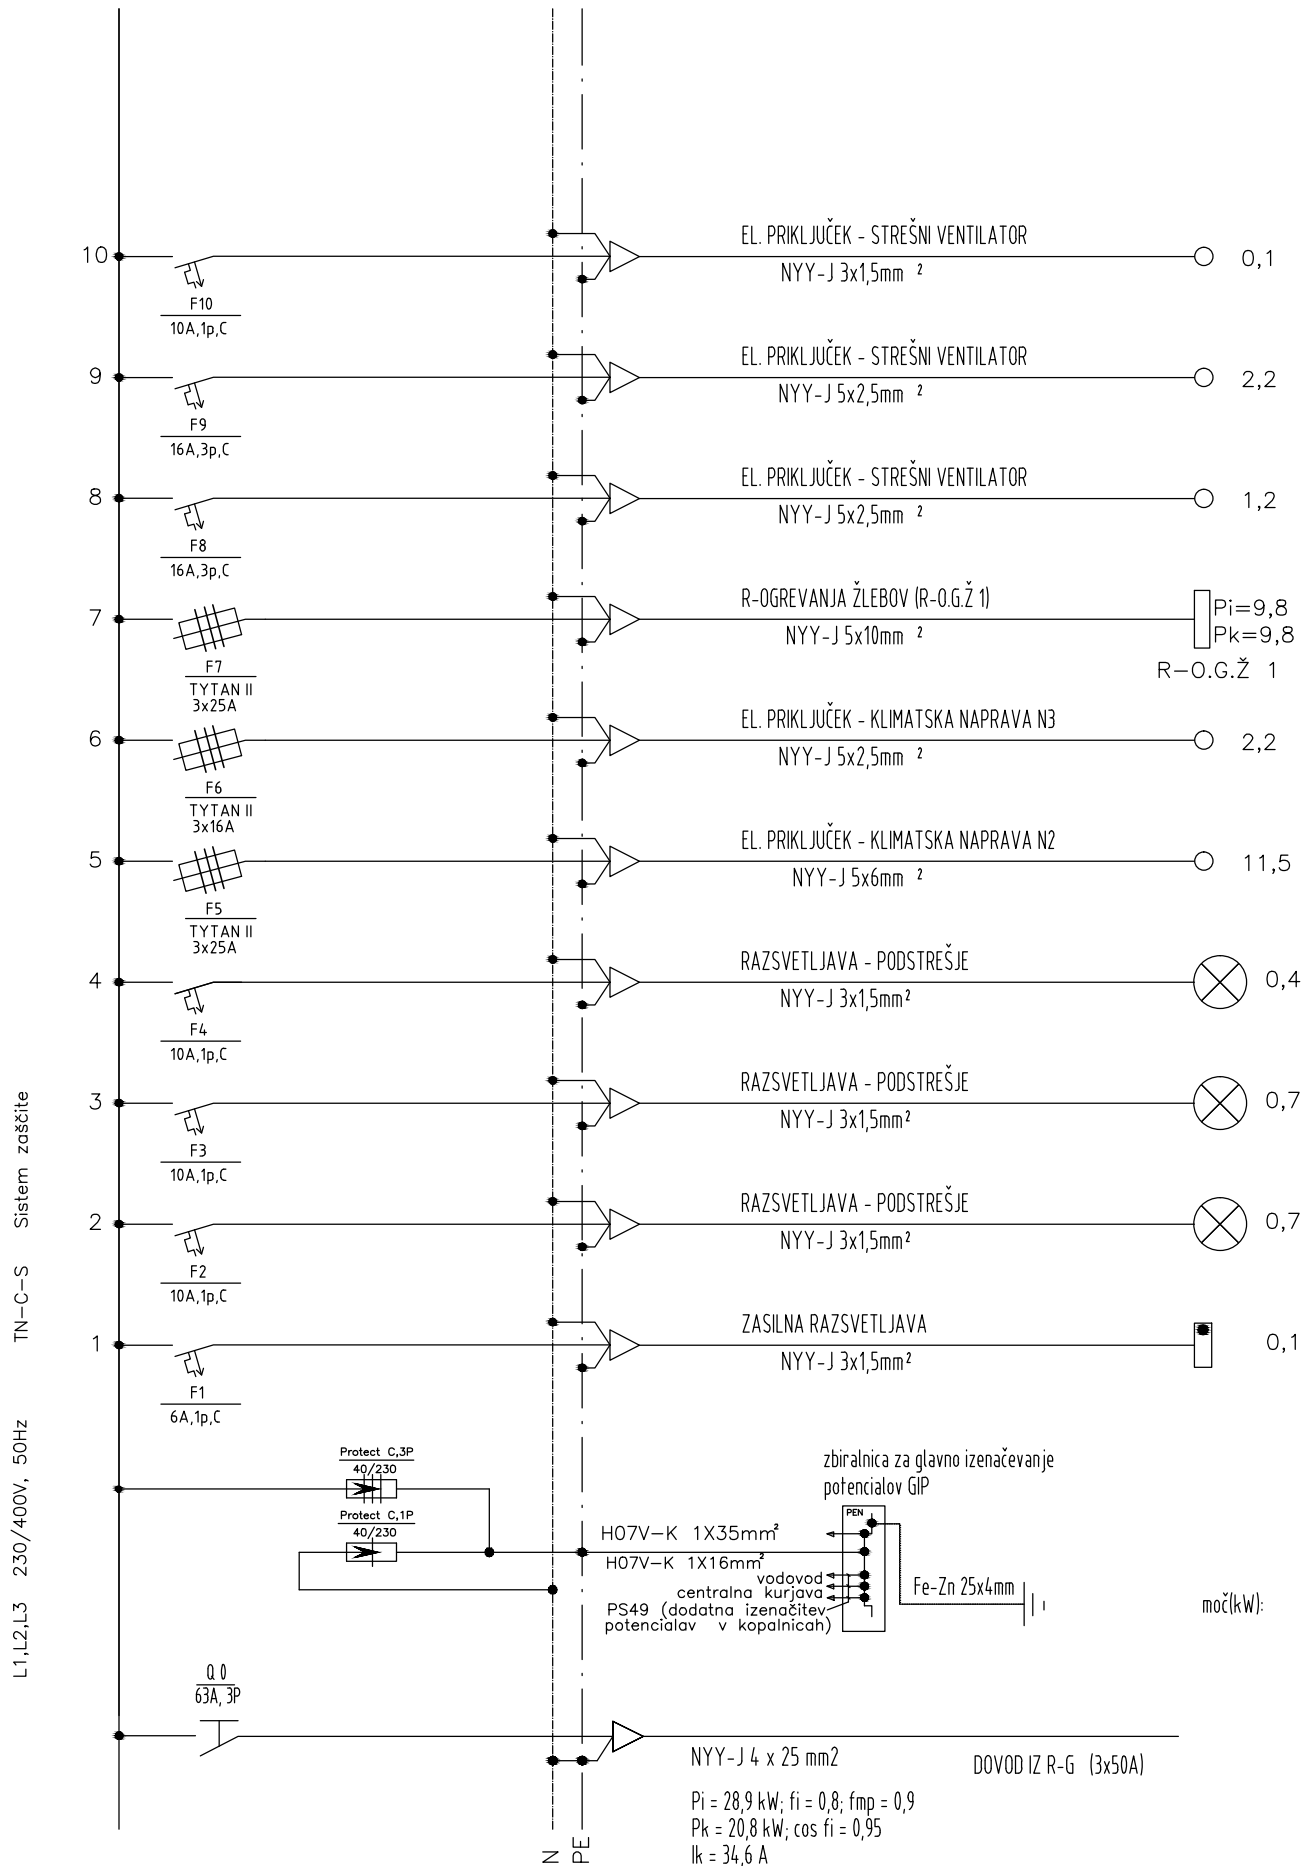 10
EL. PRIKLJUČEK - STREŠNI VENTILATOR
NYY-J 3x1,5mm ²
0,1
F10
10A,1p,C
9
EL. PRIKLJUČEK - STREŠNI VENTILATOR
NYY-J 5x2,5mm ²
2,2
F9
16A,3p,C
8
EL. PRIKLJUČEK - STREŠNI VENTILATOR
NYY-J 5x2,5mm ²
1,2
F8
16A,3p,C
7
R-OGREVANJA ŽLEBOV (R-O.G.Ž 1)
NYY-J 5x10mm ²
Pi=9,8
Pk=9,8
R-O.G.Ž 1
F7
TYTAN II
3x25A
6
EL. PRIKLJUČEK - KLIMATSKA NAPRAVA N3
NYY-J 5x2,5mm ²
2,2
F6
TYTAN II
3x16A
5
EL. PRIKLJUČEK - KLIMATSKA NAPRAVA N2
NYY-J 5x6mm ²
11,5
F5
TYTAN II
3x25A
4
RAZSVETLJAVA - PODSTREŠJE
NYY-J 3x1,5mm²
0,4
F4
10A,1p,C
3
RAZSVETLJAVA - PODSTREŠJE
NYY-J 3x1,5mm²
0,7
F3
10A,1p,C
2
RAZSVETLJAVA - PODSTREŠJE
NYY-J 3x1,5mm²
0,7
F2
10A,1p,C
1
ZASILNA RAZSVETLJAVA
NYY-J 3x1,5mm²
0,1
F1
6A,1p,C
L1,L2,L3 230/400V, 50Hz TN-C-S Sistem zaščite
Protect C,3P
40/230
Protect C,1P
40/230
zbiralnica za glavno izenačevanje
potencialov GIP
PEN
H07V-K 1X35mm²
H07V-K 1X16mm²
vodovod
centralna kurjava
PS49 (dodatna izenačitev
potencialav v kopalnicah)
Fe-Zn 25x4mm
moč(kW):
Q 0
63A, 3P
NYY-J 4 x 25 mm2
DOVOD IZ R-G (3x50A)
Pi = 28,9 kW; fi = 0,8; fmp = 0,9
Pk = 20,8 kW; cos fi = 0,95
Ik = 34,6 A
N
PE